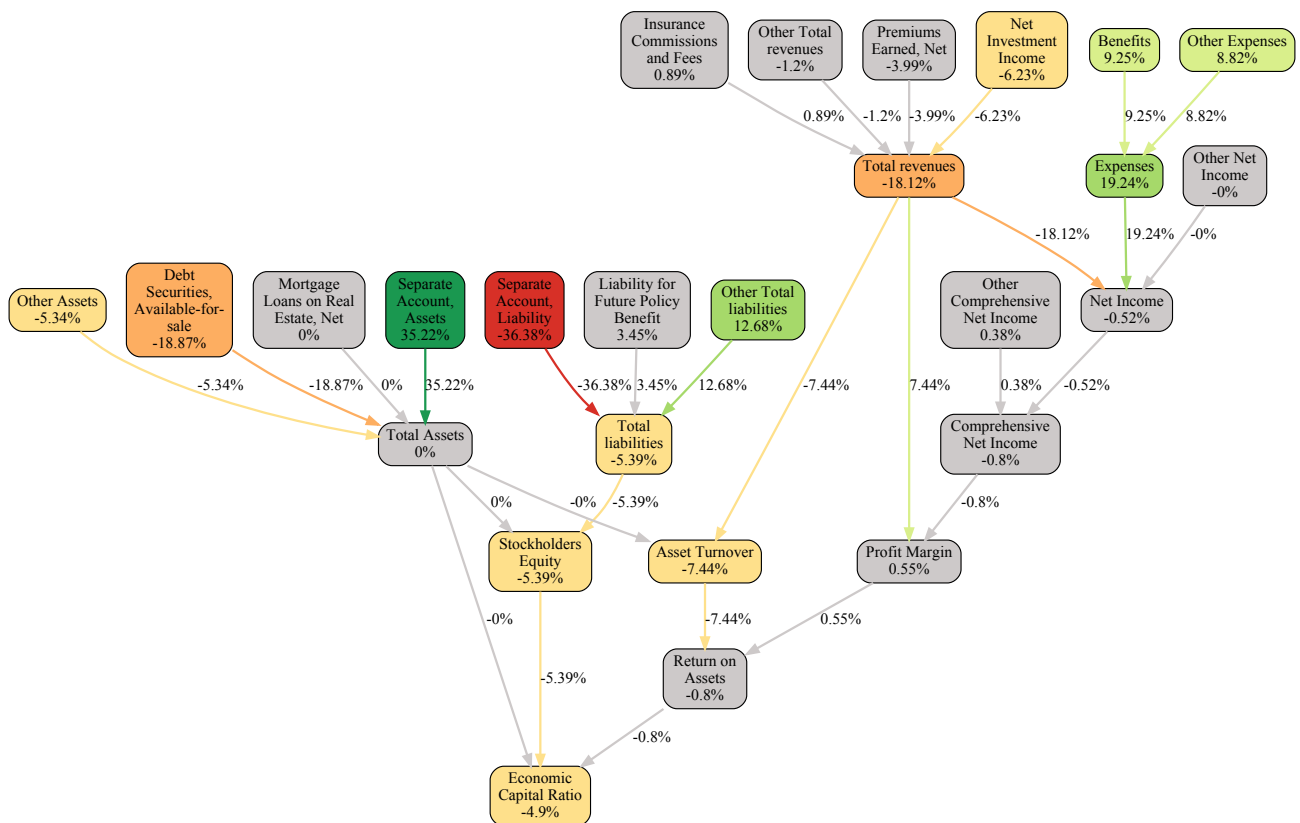 Insurance
Commissions
and Fees
0.89%
Other Total
revenues
-1.2%
Premiums
Earned, Net
-3.99%
Net
Investment
Income
-6.23%
Benefits
9.25%
Other Expenses
8.82%
0.89%
-1.2%
-3.99%
-6.23%
9.25%
8.82%
Total revenues
-18.12%
Expenses
19.24%
Other Net
Income
-0%
-18.12%
19.24%
-0%
Other Assets
-5.34%
Debt
Securities,
Available-for-
sale
-18.87%
Mortgage
Loans on Real
Estate, Net
0%
Separate
Account,
Assets
35.22%
Separate
Account,
Liability
-36.38%
Liability for
Future Policy
Benefit
3.45%
Other Total
liabilities
12.68%
Other
Comprehensive
Net Income
0.38%
Net Income
-0.52%
-5.34%
-18.87%
0%
35.22%
-36.38%
3.45%
12.68%
-7.44%
7.44%
0.38%
-0.52%
Total Assets
0%
Total
liabilities
-5.39%
Comprehensive
Net Income
-0.8%
0%
-0%
-5.39%
-0.8%
Stockholders
Equity
-5.39%
Asset Turnover
-7.44%
Profit Margin
0.55%
-0%
-7.44%
0.55%
Return on
Assets
-0.8%
-5.39%
-0.8%
Economic
Capital Ratio
-4.9%